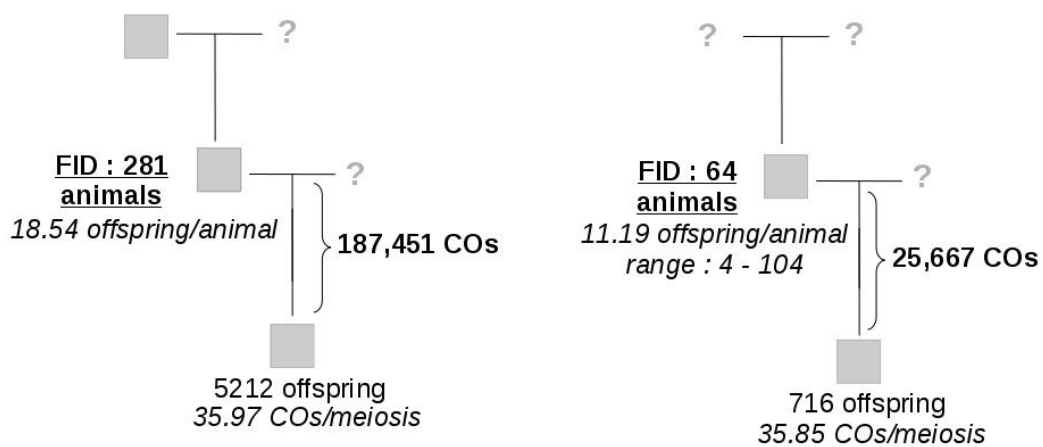 ?
FID : 281
animals
18.54 offspring/animal
?
187,451 COs
5212 offspring
35.97 COs/meiosis
? ?
FID : 64
animals
11.19 offspring/animal
range : 4 - 104
?
25,667 COs
716 offspring
35.85 COs/meiosis